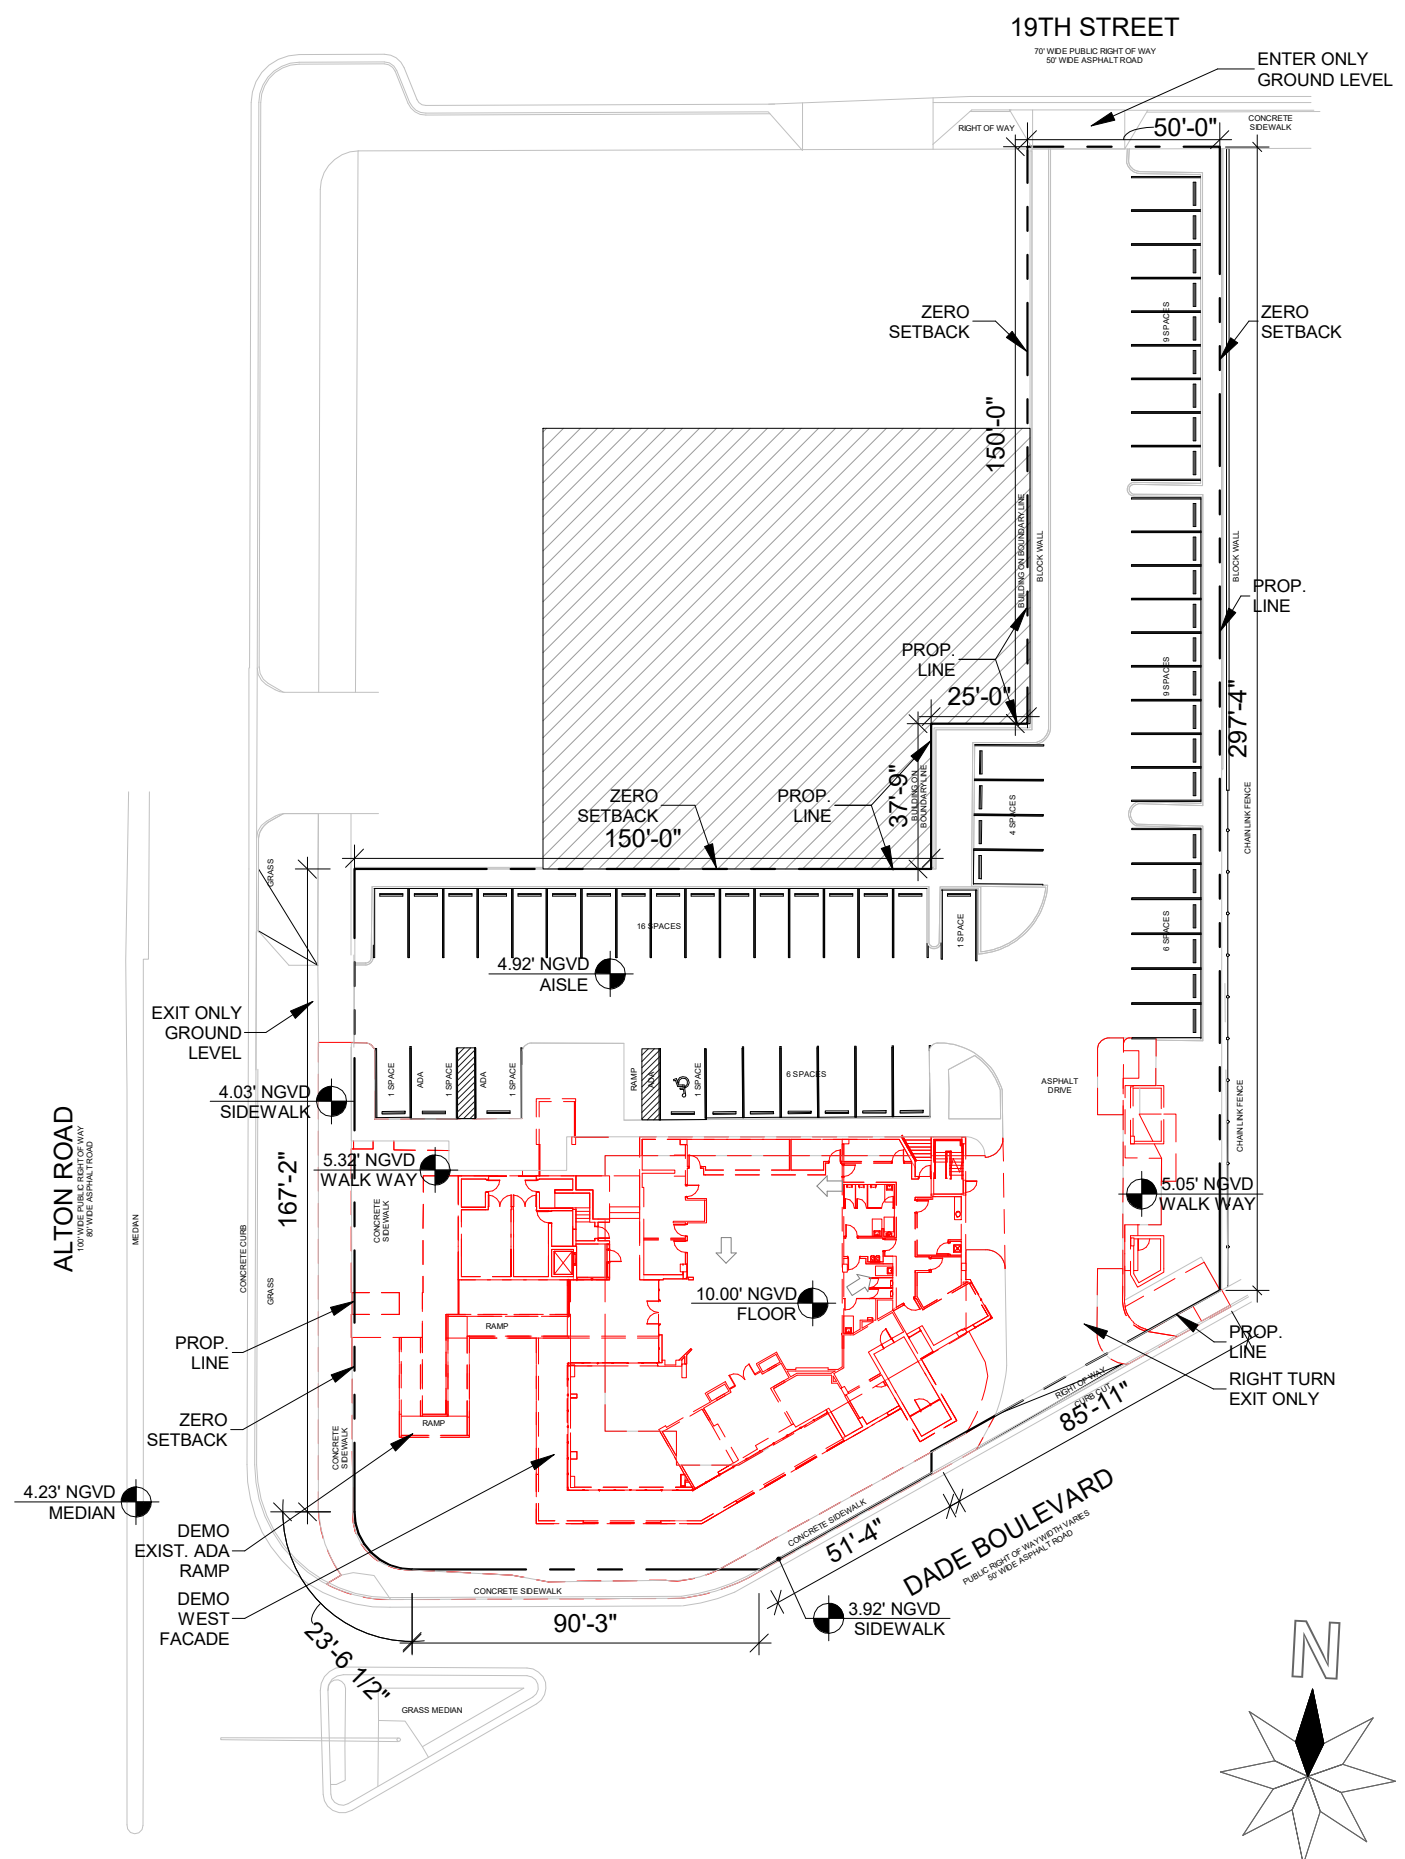 19TH STREET
70' WIDE PUBLIC RIGHT OF WAY
50' WIDE ASPHALT ROAD
ENTER ONLY
GROUND LEVEL
RIGHT OF WAY
50'-0"
CONCRETE
SIDEWALK
ZERO
SETBACK
9 SPACES
ZERO
SETBACK
150'-0"
BUILDING ON BOUNDARY LINE
BLOCK WALL
BLOCK WALL
PROP.
LINE
PROP.
LINE
9 SPACES
25'-0"
297'-4"
37'-9"
BUILDING ON
BOUNDARY LINE
ZERO
SETBACK
PROP.
LINE
4 SPACES
CHAIN LINK FENCE
150'-0"
GRASS
16 SPACES
1 SPACE
6 SPACES
4.92' NGVD
AISLE
EXIT ONLY
GROUND
LEVEL
1 SPACE
ADA
1 SPACE
ADA
1 SPACE
RAMP
ADA
1 SPACE
6 SPACES
ASPHALT
DRIVE
4.03' NGVD
SIDEWALK
CHAIN LINK FENCE
ALTON ROAD
100' WIDE PUBLIC RIGHT OF WAY
80' WIDE ASPHALT ROAD
MEDIAN
167'-2"
5.32' NGVD
WALK WAY
5.05' NGVD
WALK WAY
CONCRETE
SIDEWALK
CONCRETE CURB
GRASS
10.00' NGVD
FLOOR
RAMP
PROP.
LINE
PROP.
LINE
RIGHT TURN
EXIT ONLY
RIGHT OF WAY
CURB CUT
85'-11"
ZERO
SETBACK
RAMP
CONCRETE
SIDEWALK
4.23' NGVD
MEDIAN
DEMO
EXIST. ADA
RAMP
CONCRETE SIDEWALK
51'-4"
DADE BOULEVARD
PUBLIC RIGHT OF WAY WIDTH VARIES
50' WIDE ASPHALT ROAD
DEMO
WEST
FACADE
CONCRETE SIDEWALK
3.92' NGVD
SIDEWALK
90'-3"
23'-6 1/2"
GRASS MEDIAN
N